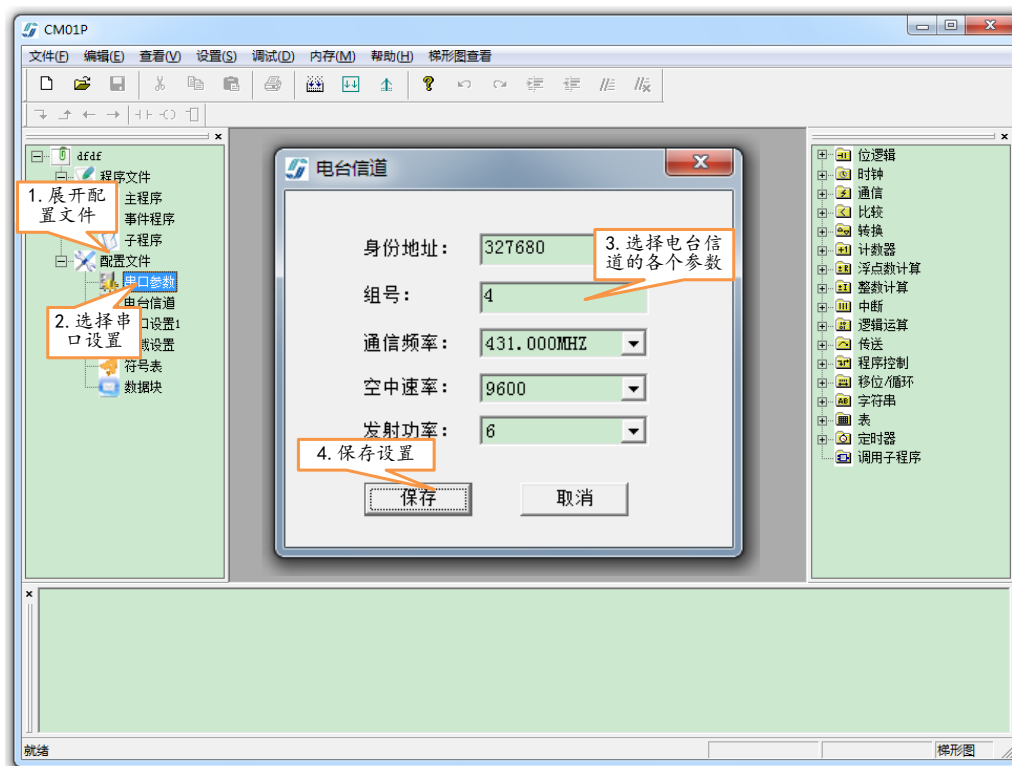 CM01P
文件(F) 编辑(E) 查看(V) 设置(S) 调试(D) 内存(M) 帮助(H) 梯形图查看
dfdf
程序文件
主程序
事件程序
子程序
配置文件
串口参数
电台信道
口设置1
设置
符号表
数据块
1.展开配
置文件
2.选择串
口设置
电台信道
身份地址: 327680
组号: 4
通信频率: 431.000MHZ
空中速率: 9600
发射功率: 6
3.选择电台信
道的各个参数
4.保存设置
保存 取消
位逻辑
时钟
通信
比较
转换
计数器
浮点数计算
整数计算
中断
逻辑运算
传送
程序控制
移位/循环
字符串
表
定时器
调用子程序
就绪 梯形图